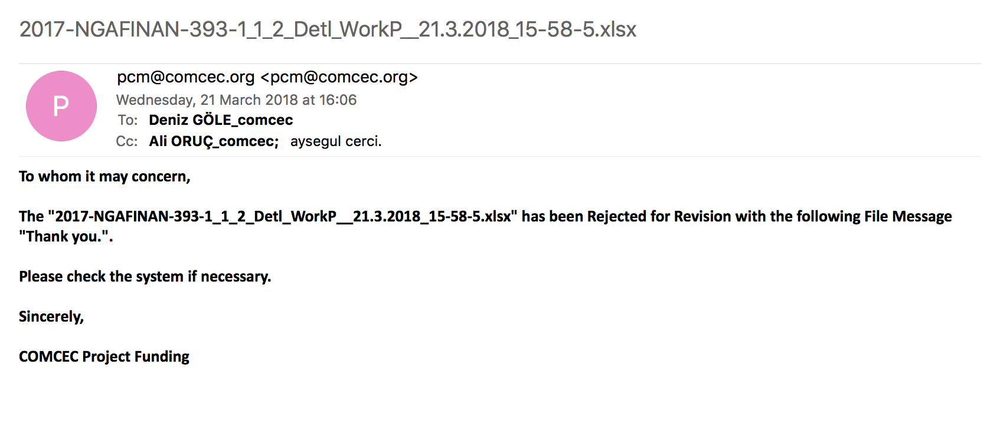 2017-NGAFINAN-393-1_1_2_Detl_WorkP__21.3.2018_15-58-5.xlsx
P
pcm@comcec.org <pcm@comcec.org>
Wednesday, 21 March 2018 at 16:06
To: Deniz GÖLE_comcec
Cc: Ali ORUÇ_comcec; aysegul cerci.
To whom it may concern,
The "2017-NGAFINAN-393-1_1_2_Detl_WorkP__21.3.2018_15-58-5.xlsx" has been Rejected for Revision with the following File Message
"Thank you.".
Please check the system if necessary.
Sincerely,
COMCEC Project Funding